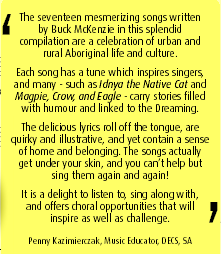 ‘
The seventeen mesmerizing songs written
by Buck McKenzie in this splendid
compilation are a celebration of urban and
rural Aboriginal life and culture.
Each song has a tune which inspires singers,
and many - such as Idnya the Native Cat and
Magpie, Crow, and Eagle - carry stories filled
with humour and linked to the Dreaming.
The delicious lyrics roll off the tongue, are
quirky and illustrative, and yet contain a sense
of home and belonging. The songs actually
get under your skin, and you can't help but
sing them again and again!
It is a delight to listen to, sing along with,
and offers choral opportunities that will
inspire as well as challenge.
’
Penny Kazimierczak, Music Educator, DECS, SA